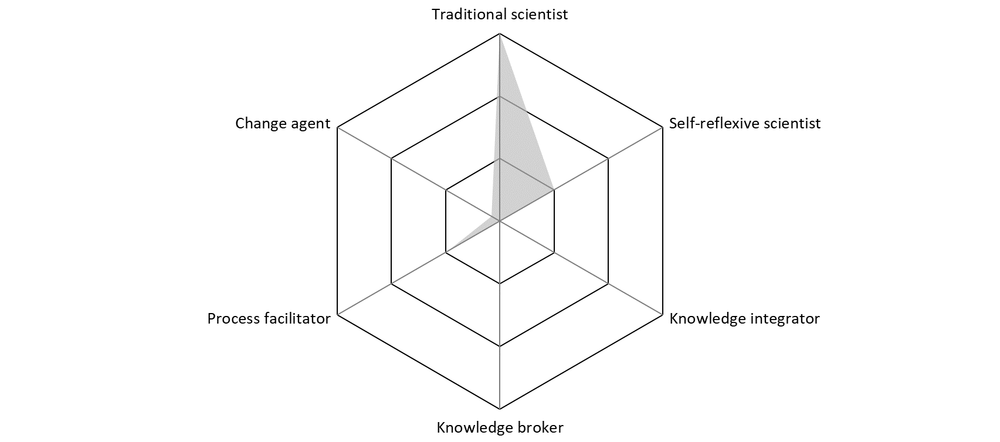 Traditional scientist
Change agent
Self-reflexive scientist
Process facilitator
Knowledge integrator
Knowledge broker